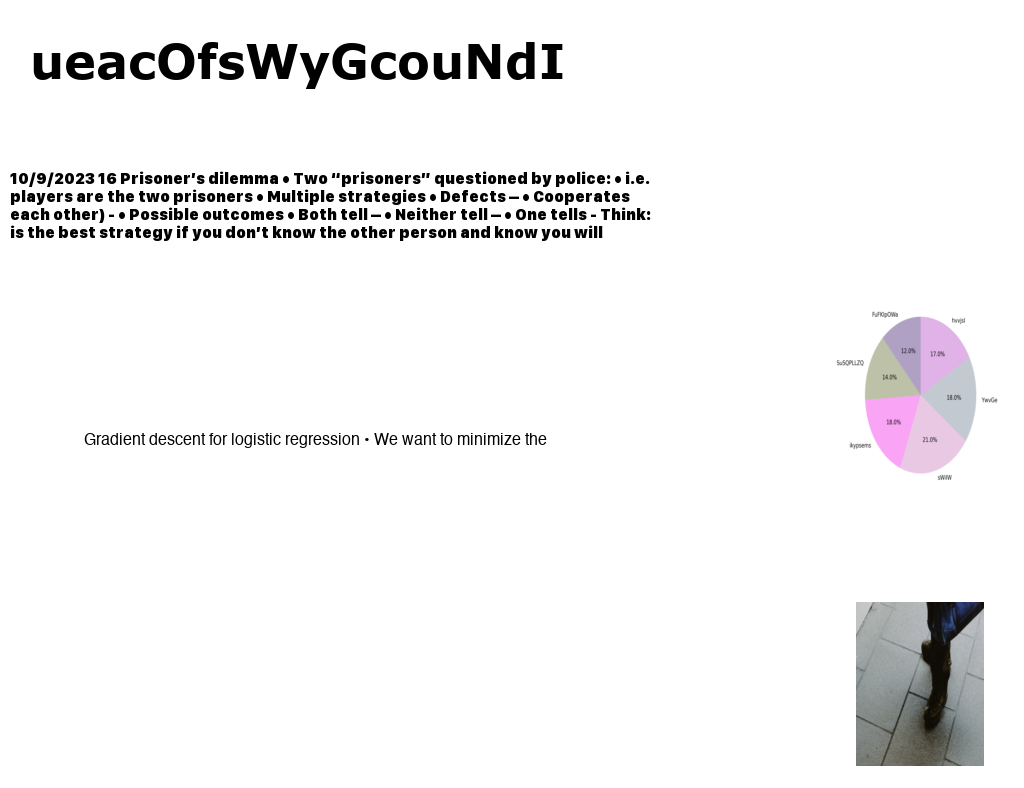 ueacOfsWyGcouNdI
10/9/2023 16 Prisoner’s dilemma • Two “prisoners” questioned by police: • i.e.
players are the two prisoners • Multiple strategies • Defects – • Cooperates
each other) - • Possible outcomes • Both tell – • Neither tell – • One tells - Think:
is the best strategy if you don’t know the other person and know you will
FuFKlpOWa
hvvjsl
12.0%
17.0%
SuSQPLLZQ
14.0%
18.0%
YwvGe
18.0%
21.0%
ikypsems
sWilW
Gradient descent for logistic regression • We want to minimize the